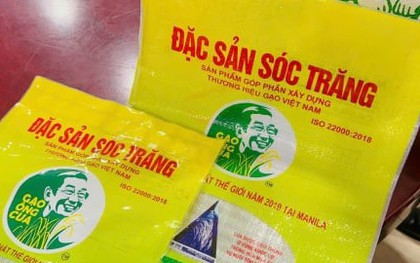 ĐẶC SẢN SÓC TRĂNG
SẢN PHẨM GÓP PHẦN XÂY DỰNG
THƯƠNG HIỆU GẠO VIỆT NAM
ISO 22000:2018
GẠO
ÔNG
CUA
THẾ GIỚI NĂM 2019 TẠI MANILA
ĐẶC SẢN SÓC TRĂNG
SẢN PHẨM GÓP PHẦN XÂY DỰNG
THƯƠNG HIỆU GẠO VIỆT NAM
ISO 22000:2018
GẠO
ÔNG
CUA
TM